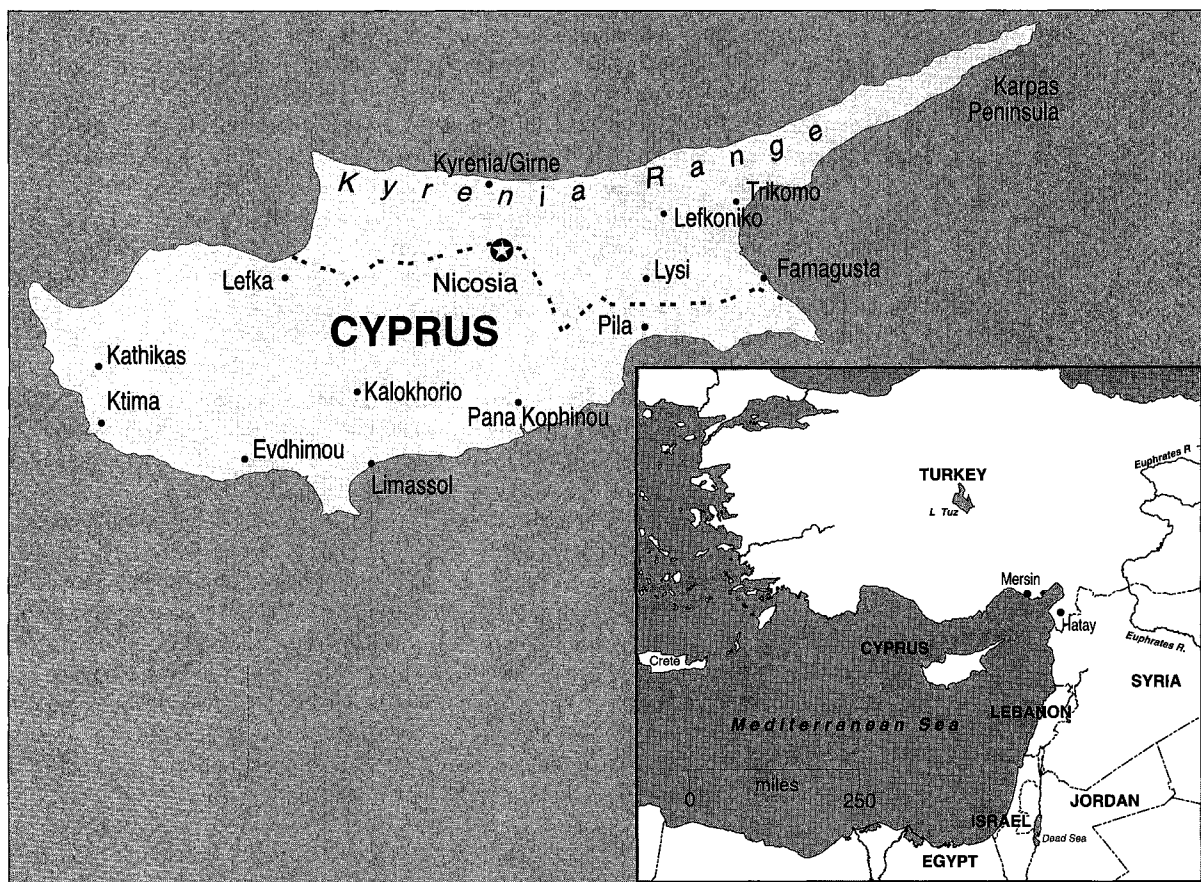 Karpas
Peninsula
Kyrenia Range
Kyrenia/Girne
Trikomo
Lefkoniko
Lefka
Nicosia
Lysi
Famagusta
CYPRUS
Pila
Kathikas
Ktima
Kalokhorio
Pana Kophinou
Evdhimou
Limassol
TURKEY
L Tuz
Euphrates R
Mersin
Hatay
Euphrates R.
CYPRUS
Crete
SYRIA
LEBANON
Mediterranean Sea
miles
0 250
JORDAN
ISRAEL
Dead Sea
EGYPT